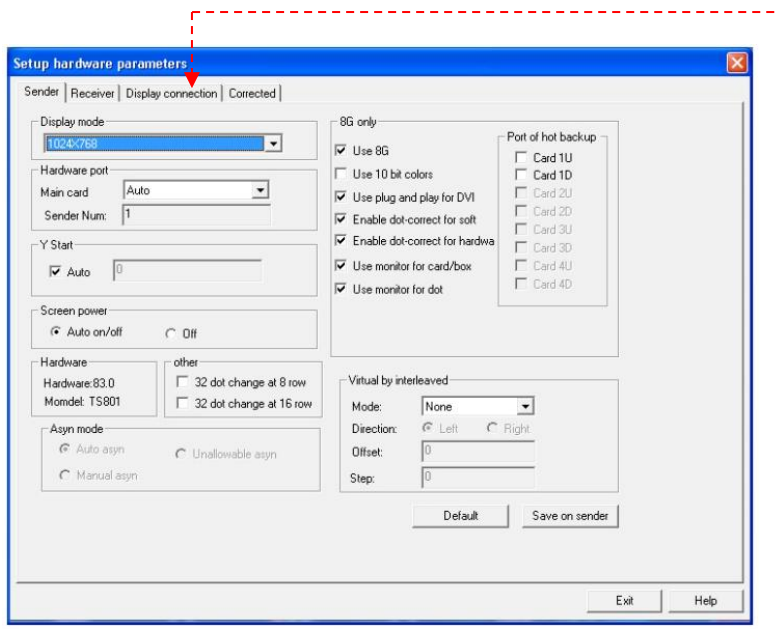 Setup hardware parameters
Sender Receiver Display connection Corrected
Display mode
1024X768
Hardware port
Main card Auto
Sender Num: 1
Y Start
Auto 0
Screen power
Auto on/off Off
Hardware
Hardware:83.0
Momdel: TS801
other
32 dot change at 8 row
32 dot change at 16 row
Asyn mode
Auto asyn Unallowable asyn
Manual asyn
8G only
Use 8G
Use 10 bit colors
Use plug and play for DVI
Enable dot-correct for soft
Enable dot-correct for hardwa
Use monitor for card/box
Use monitor for dot
Port of hot backup
Card 1U
Card 1D
Card 2U
Card 2D
Card 3U
Card 3D
Card 4U
Card 4D
Virtual by interleaved
Mode: None
Direction: Left Right
Offset: 0
Step: 0
Default Save on sender
Exit Help